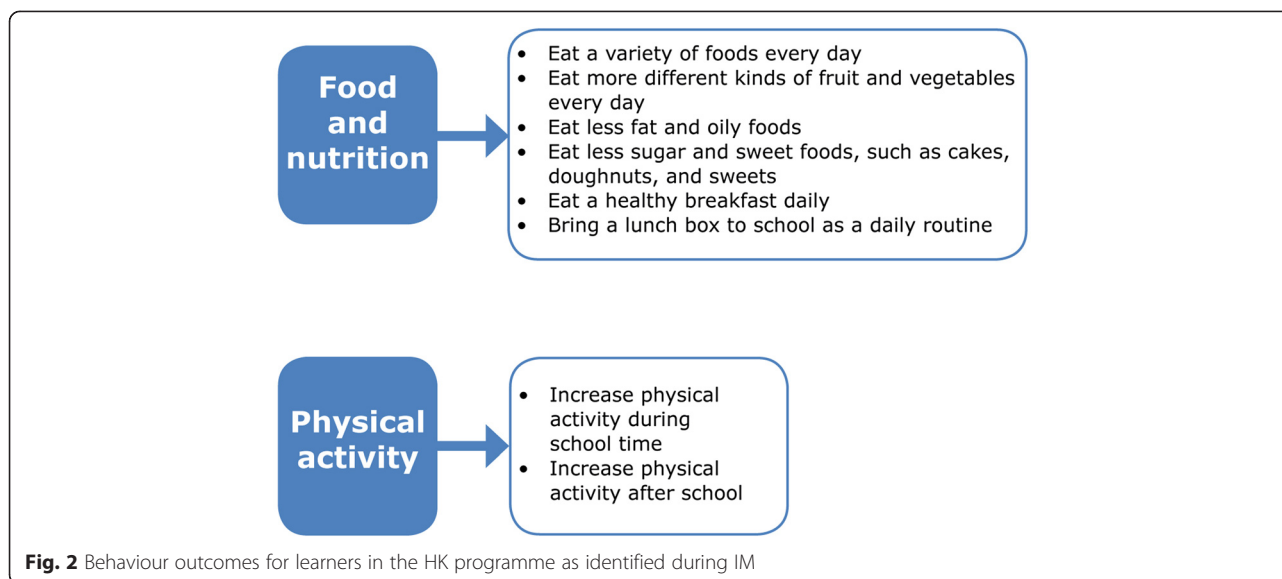 Food
and
nutrition
• Eat a variety of foods every day
• Eat more different kinds of fruit and vegetables
every day
• Eat less fat and oily foods
• Eat less sugar and sweet foods, such as cakes,
doughnuts, and sweets
• Eat a healthy breakfast daily
• Bring a lunch box to school as a daily routine
Physical
activity
• Increase physical
activity during
school time
• Increase physical
activity after school
Fig. 2 Behaviour outcomes for learners in the HK programme as identified during IM